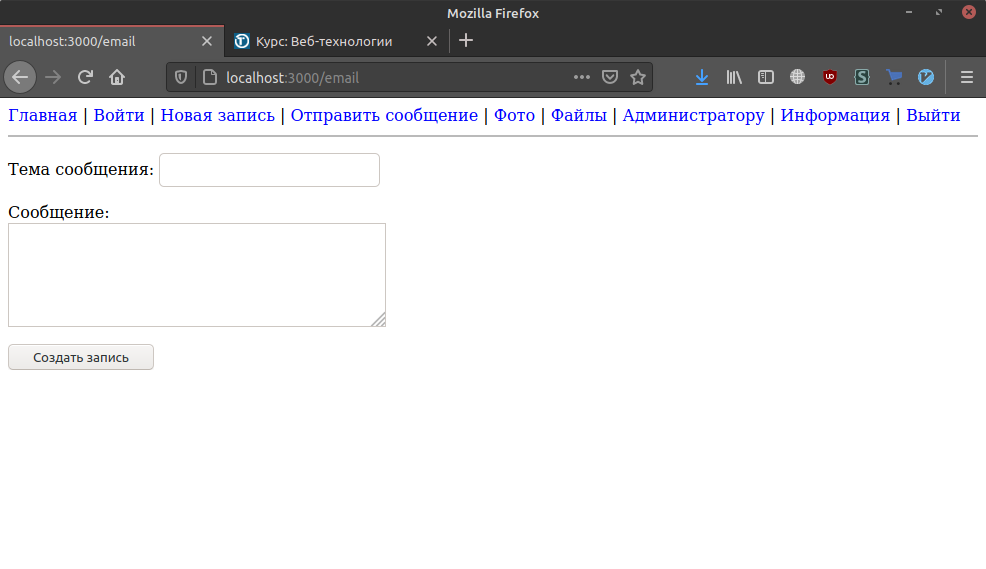 Mozilla Firefox
localhost:3000/email
Курс: Веб-технологии
localhost:3000/email
Главная | Войти | Новая запись | Отправить сообщение | Фото | Файлы | Администратору | Информация | Выйти
Тема сообщения:
Сообщение:
Создать запись